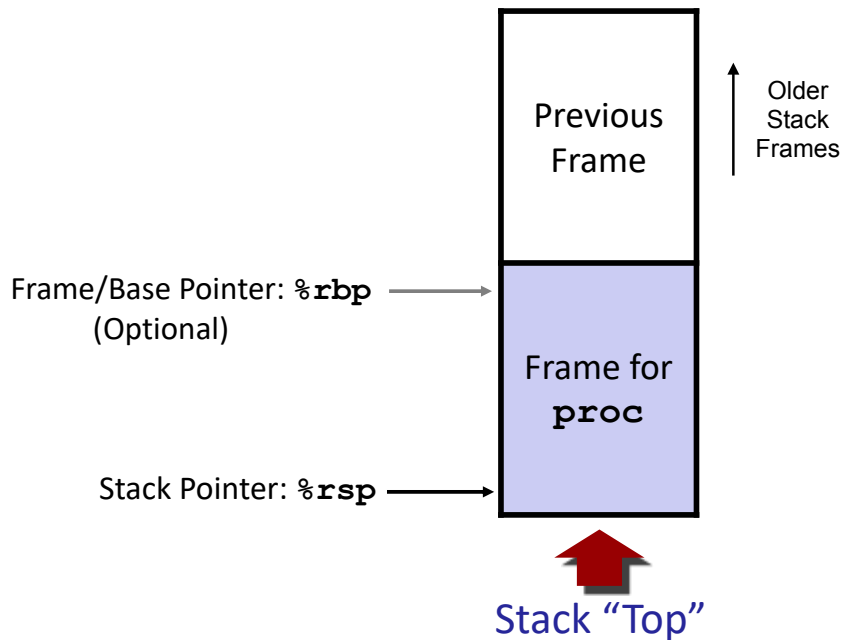 Previous
Frame
Older
Stack
Frames
Frame/Base Pointer: %rbp
(Optional)
Frame for
proc
Stack Pointer: %rsp
Stack “Top”